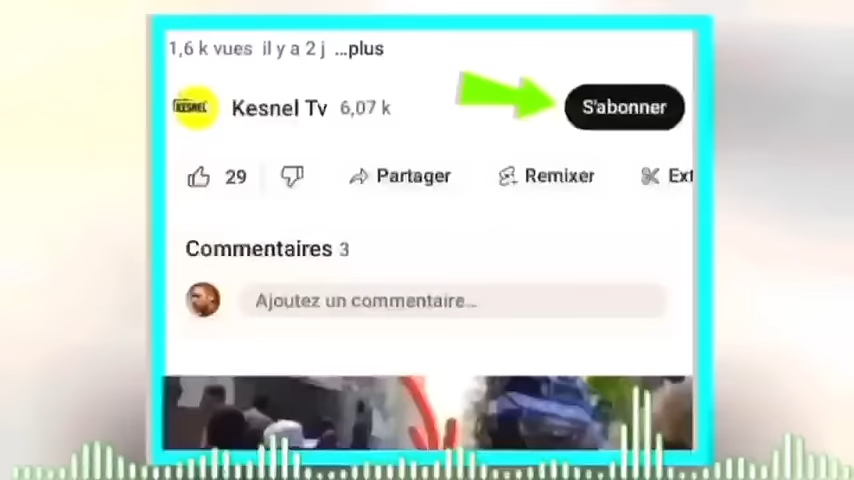 1,6 k vues il y a 2 j ...plus
KESNEL
Kesnel Tv 6,07 k
S'abonner
29
Partager
Remixer
Ext
Commentaires 3
Ajoutez un commentaire...